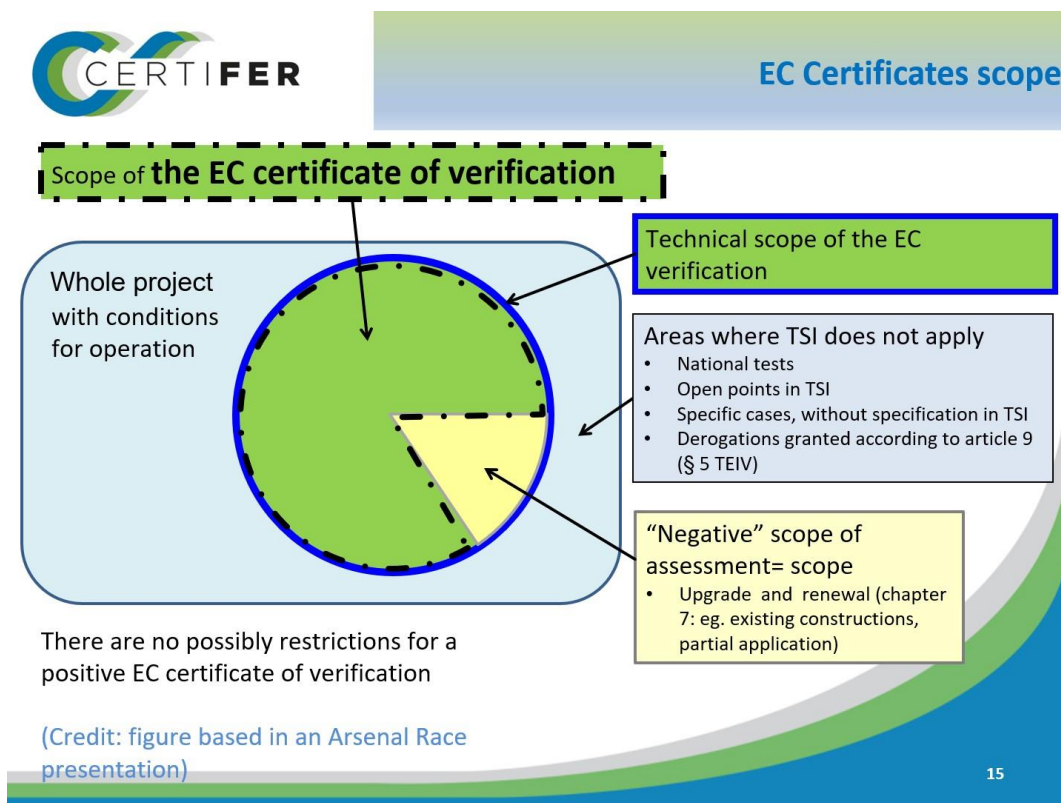 CERTIFER
EC Certificates scope
Scope of the EC certificate of verification
Whole project
with conditions
for operation
Technical scope of the EC
verification
Areas where TSI does not apply
• National tests
• Open points in TSI
• Specific cases, without specification in TSI
• Derogations granted according to article 9
(§ 5 TEIV)
“Negative” scope of
assessment= scope
• Upgrade and renewal (chapter
7: eg. existing constructions,
partial application)
There are no possibly restrictions for a
positive EC certificate of verification
(Credit: figure based in an Arsenal Race
presentation)
15